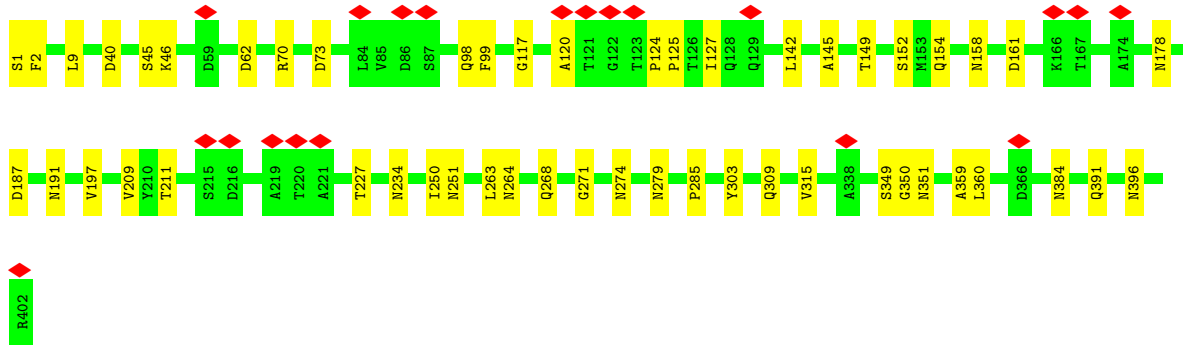 S1 F2 L9 D40 S45 K46 D59 D62 R70 D73 L84 V85 D86 S87 Q98 F99 G117 A120 T121 G122 T123 P124 P125 T126 I127 Q128 Q129 L142 A145 T149 S152 M153 Q154 N158 D161 K166 T167 A174 N178
D187 N191 V197 V209 Y210 T211 S215 D216 A219 T220 A221 T227 N234 I250 N251 L263 N264 Q268 G271 N274 N279 P285 Y303 Q309 V315 A338 S349 G350 N351 A359 L360 D366 N384 Q391 N396
R402